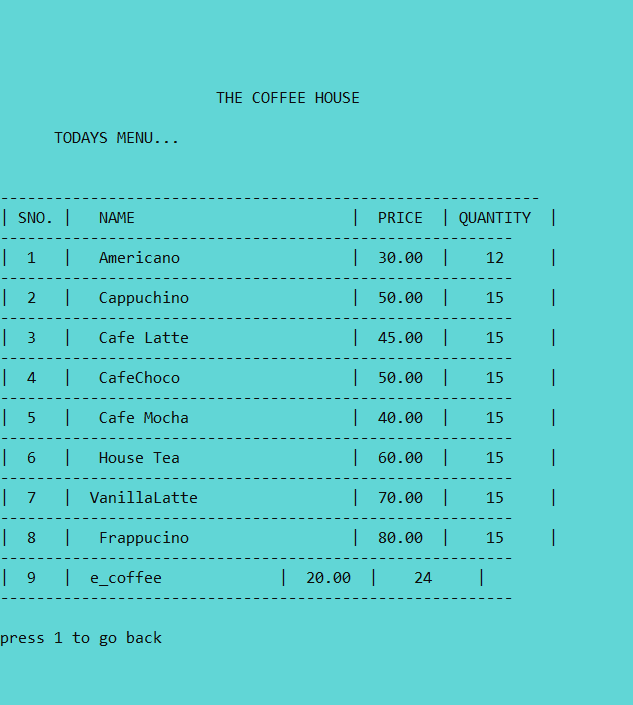 THE COFFEE HOUSE
TODAYS MENU...
------------------------------------------------------------
| SNO. |   NAME                        |  PRICE  | QUANTITY  |
---------------------------------------------------------
|  1   |   Americano                   |  30.00  |    12     |
---------------------------------------------------------
|  2   |   Cappuchino                  |  50.00  |    15     |
---------------------------------------------------------
|  3   |   Cafe Latte                  |  45.00  |    15     |
---------------------------------------------------------
|  4   |   CafeChoco                   |  50.00  |    15     |
---------------------------------------------------------
|  5   |   Cafe Mocha                  |  40.00  |    15     |
---------------------------------------------------------
|  6   |   House Tea                   |  60.00  |    15     |
---------------------------------------------------------
|  7   |  VanillaLatte                 |  70.00  |    15     |
---------------------------------------------------------
|  8   |   Frappucino                  |  80.00  |    15     |
---------------------------------------------------------
|  9   |  e_coffee             |  20.00  |    24     |
---------------------------------------------------------
press 1 to go back